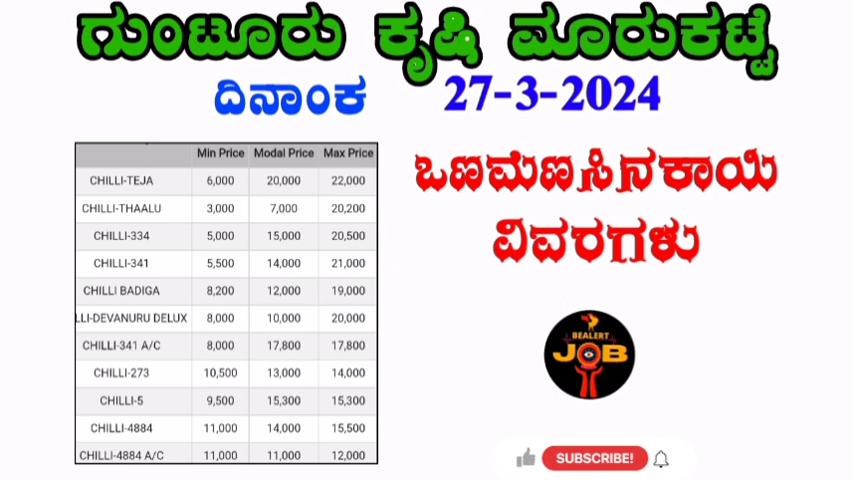 ಗುಂಟೂರು ಕೃಷಿ ಮಾರುಕಟ್ಟೆ
ದಿನಾಂಕ 27-3-2024
Min Price Modal Price Max Price
CHILLI-TEJA 6,000 20,000 22,000
CHILLI-THAALU 3,000 7,000 20,200
CHILLI-334 5,000 15,000 20,500
CHILLI-341 5,500 14,000 21,000
CHILLI BADIGA 8,200 12,000 19,000
LLI-DEVANURU DELUX 8,000 10,000 20,000
CHILLI-341 A/C 8,000 17,800 17,800
CHILLI-273 10,500 13,000 14,000
CHILLI-5 9,500 15,300 15,300
CHILLI-4884 11,000 14,000 15,500
CHILLI-4884 A/C 11,000 11,000 12,000
ಒಣಮೆಣಸಿನಕಾಯಿ
ವಿವರಗಳು
BEALERT
JOB
SUBSCRIBE!